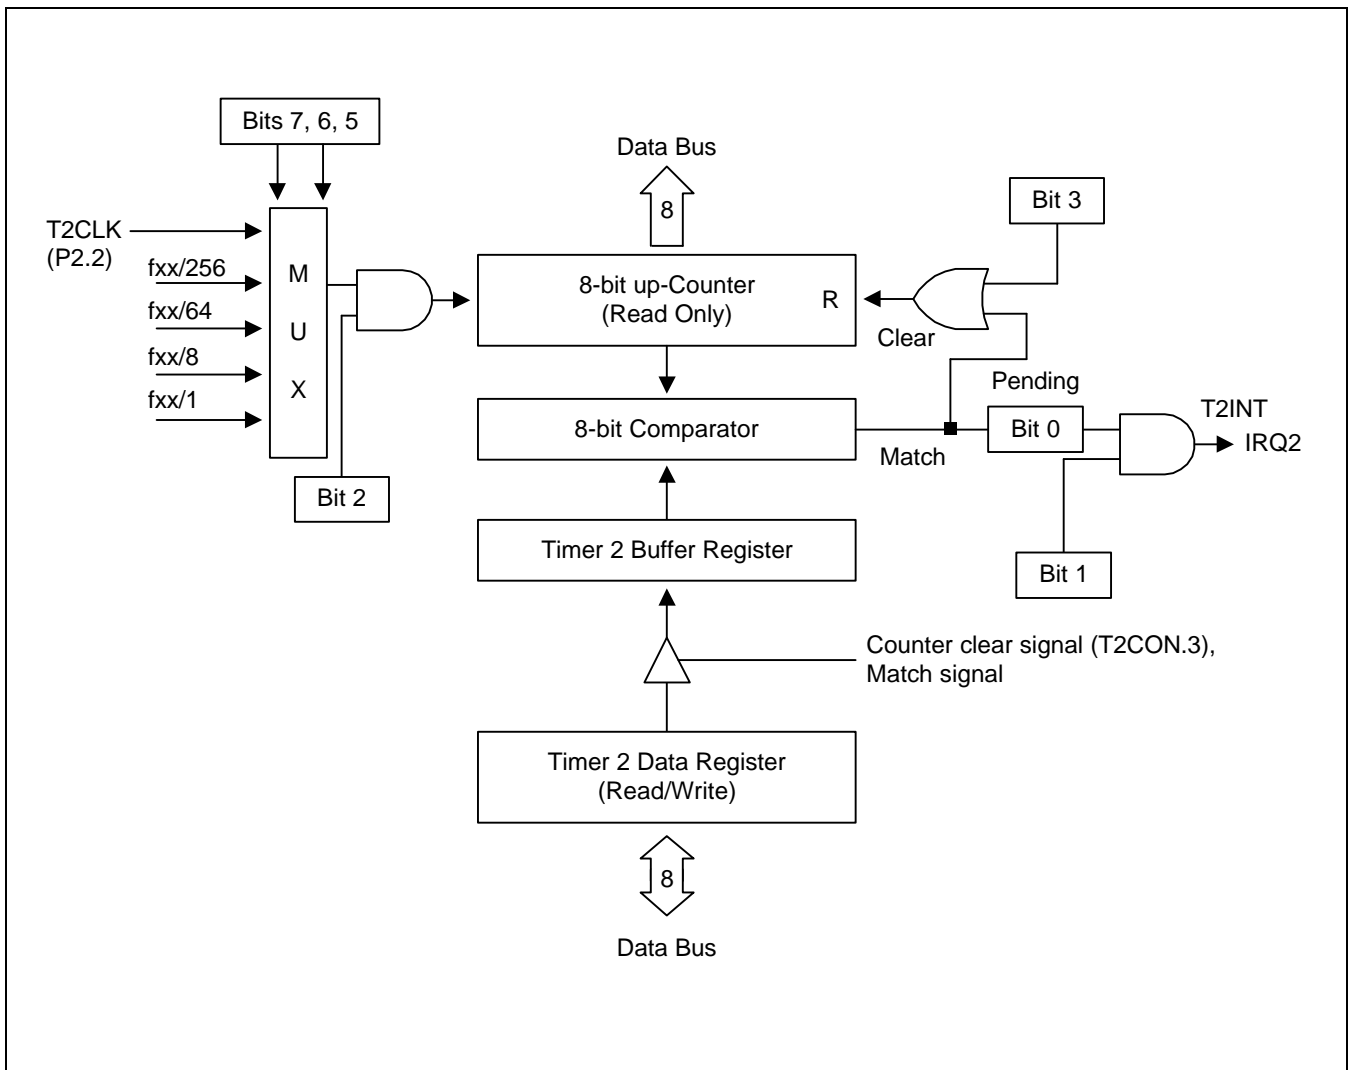 Bits 7, 6, 5
Data Bus
8
Bit 3
T2CLK
(P2.2)
fxx/256
fxx/64
fxx/8
fxx/1
M
U
X
8-bit up-Counter
(Read Only)
R
Clear
Pending
8-bit Comparator
Match
Bit 0
T2INT
IRQ2
Bit 2
Timer 2 Buffer Register
Bit 1
Counter clear signal (T2CON.3),
Match signal
Timer 2 Data Register
(Read/Write)
8
Data Bus